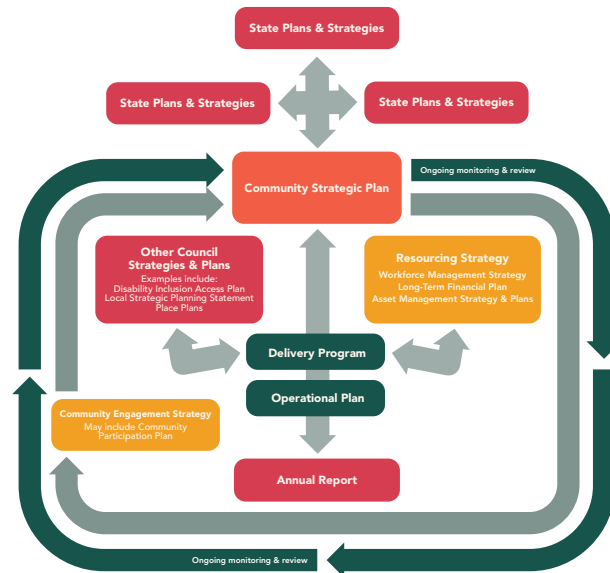 State Plans & Strategies
State Plans & Strategies
State Plans & Strategies
Community Strategic Plan
Ongoing monitoring & review
Other Council
Strategies & Plans
Examples include:
Disability Inclusion Access Plan
Local Strategic Planning Statement
Place Plans
Resourcing Strategy
Workforce Management Strategy
Long-Term Financial Plan
Asset Management Strategy & Plans
Delivery Program
Operational Plan
Community Engagement Strategy
May include Community
Participation Plan
Annual Report
Ongoing monitoring & review